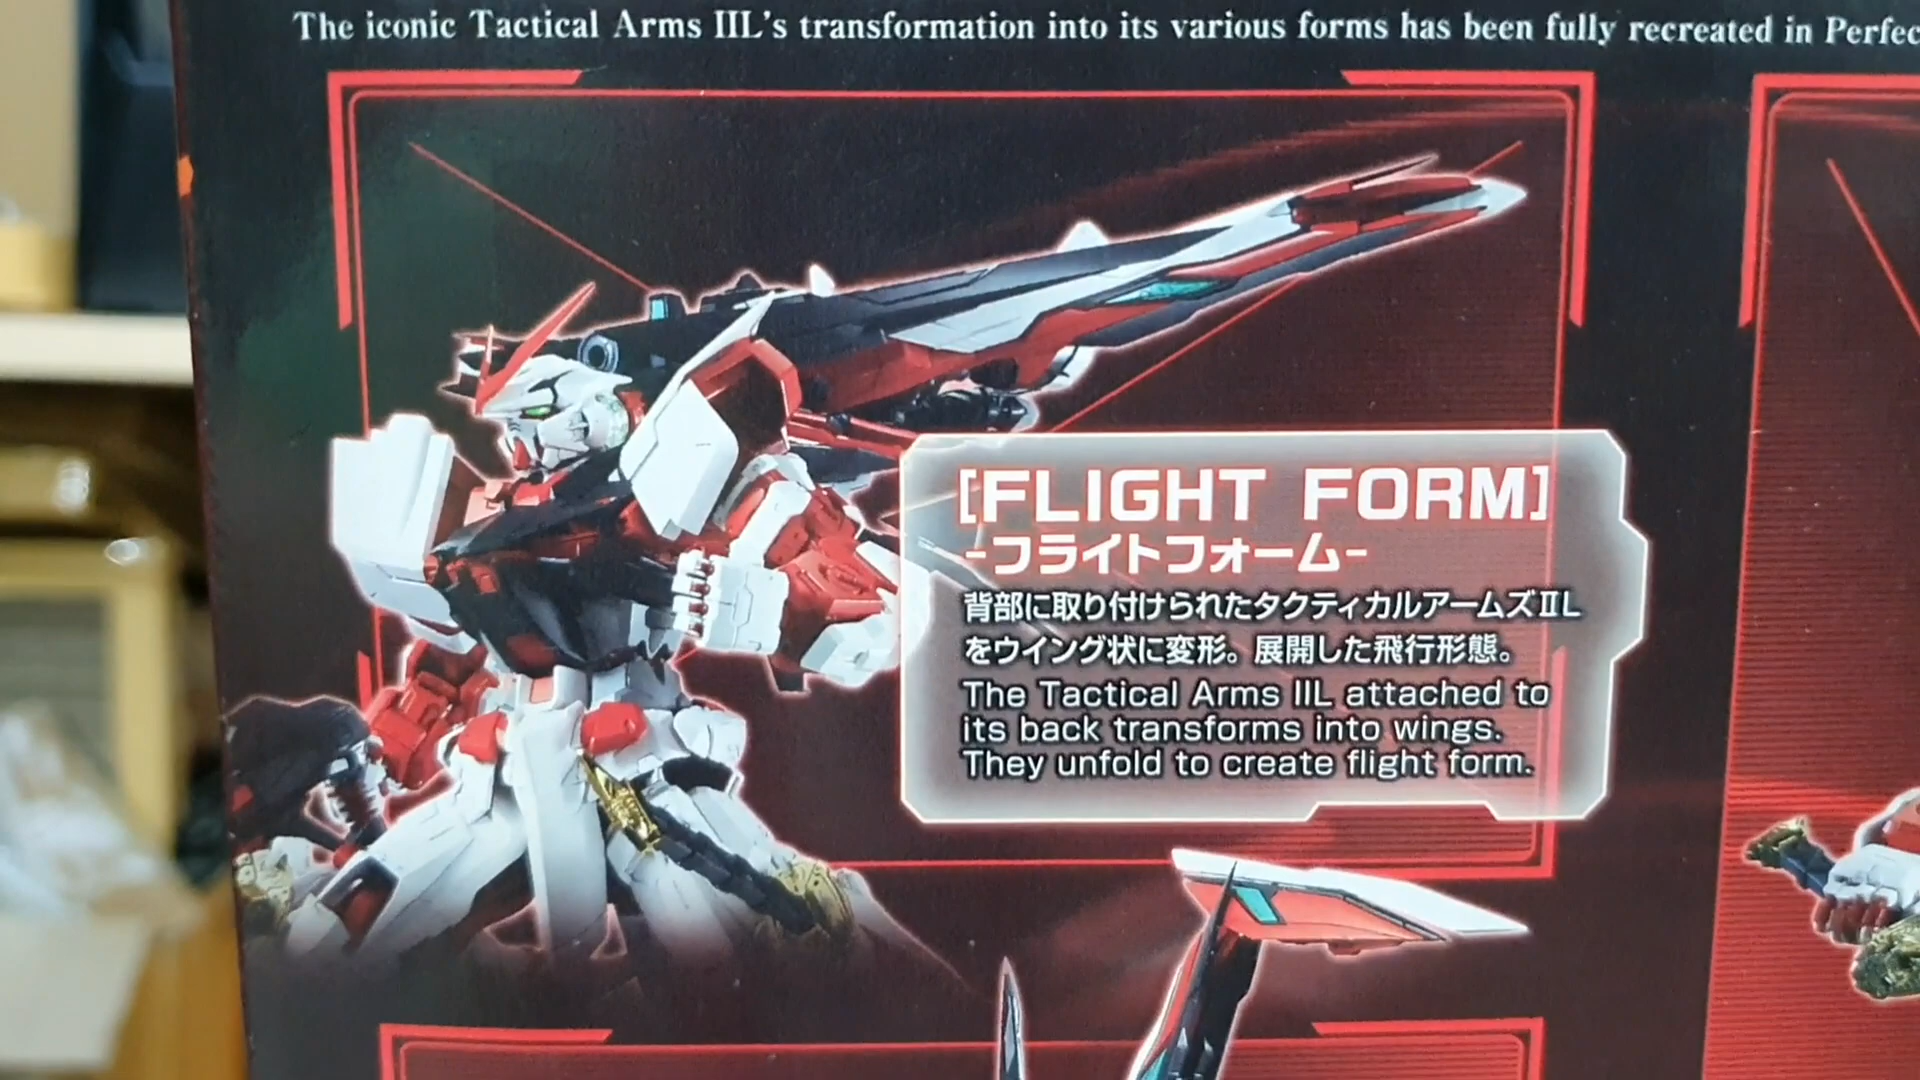 The iconic Tactical Arms IIL's transformation into its various forms has been fully recreated in Perfec
[FLIGHT FORM]
-フライトフォーム-
背部に取り付けられたタクティカルアームズⅡL
をウイング状に変形。展開した飛行形態。
The Tactical Arms IIL attached to
its back transforms into wings.
They unfold to create flight form.